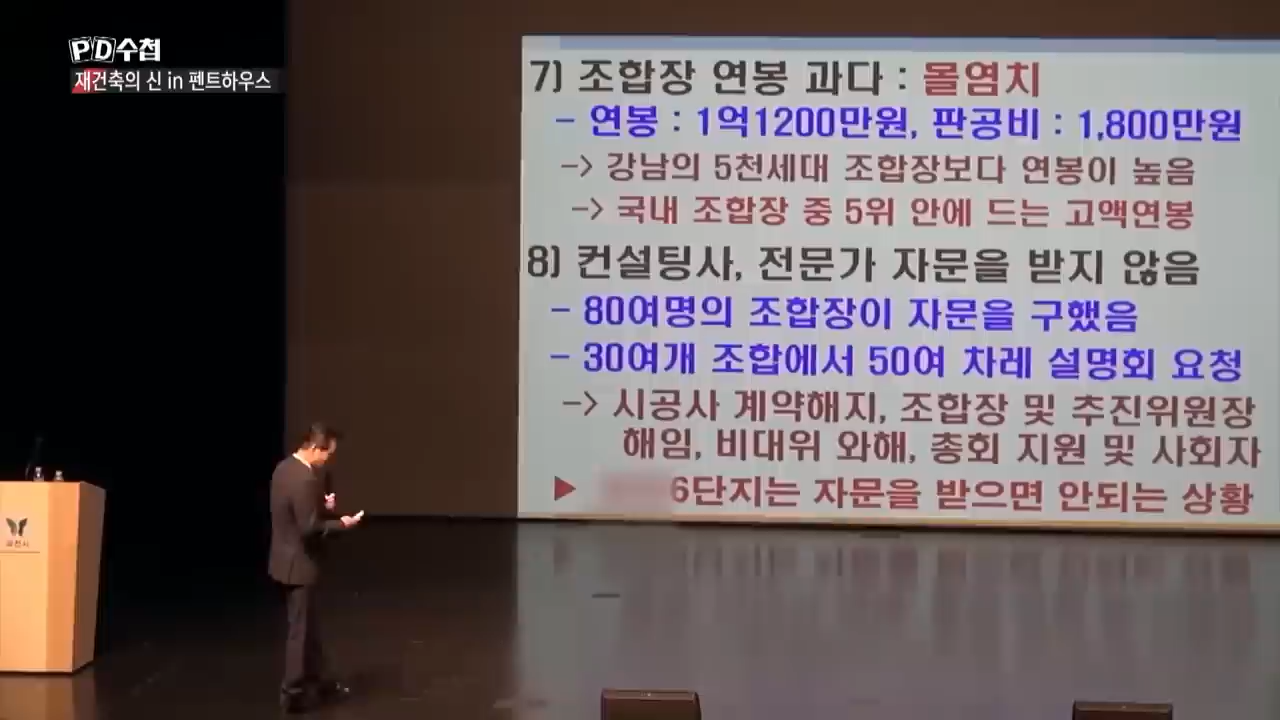 PD수첩
재건축의 신 in 펜트하우스
7) 조합장 연봉 과다 : 몰염치
- 연봉 : 1억1200만원, 판공비 : 1,800만원
-> 강남의 5천세대 조합장보다 연봉이 높음
-> 국내 조합장 중 5위 안에 드는 고액연봉
8) 컨설팅사, 전문가 자문을 받지 않음
- 80여명의 조합장이 자문을 구했음
- 30여개 조합에서 50여 차례 설명회 요청
-> 시공사 계약해지, 조합장 및 추진위원장
해임, 비대위 와해, 총회 지원 및 사회자
▶ 6단지는 자문을 받으면 안되는 상황
과천시